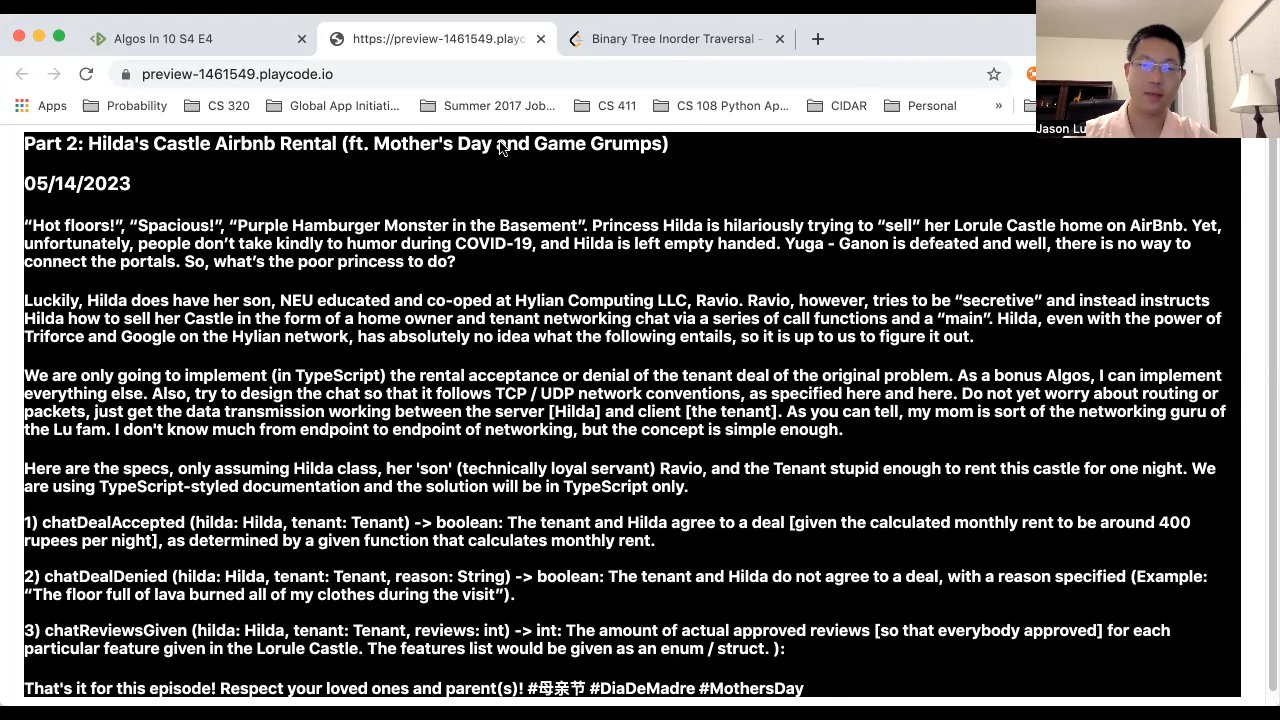 Algos In 10 S4 E4
https://preview-1461549.playco
Binary Tree Inorder Traversal -
preview-1461549.playcode.io
Apps
Probability
CS 320
Global App Initiati...
Summer 2017 Job...
CS 411
CS 108 Python Ap...
CIDAR
Personal
»
Jason Lu
Part 2: Hilda's Castle Airbnb Rental (ft. Mother's Day and Game Grumps)
05/14/2023
“Hot floors!”, “Spacious!”, “Purple Hamburger Monster in the Basement”. Princess Hilda is hilariously trying to “sell” her Lorule Castle home on AirBnb. Yet,
unfortunately, people don’t take kindly to humor during COVID-19, and Hilda is left empty handed. Yuga - Ganon is defeated and well, there is no way to
connect the portals. So, what’s the poor princess to do?
Luckily, Hilda does have her son, NEU educated and co-oped at Hylian Computing LLC, Ravio. Ravio, however, tries to be “secretive” and instead instructs
Hilda how to sell her Castle in the form of a home owner and tenant networking chat via a series of call functions and a “main”. Hilda, even with the power of
Triforce and Google on the Hylian network, has absolutely no idea what the following entails, so it is up to us to figure it out.
We are only going to implement (in TypeScript) the rental acceptance or denial of the tenant deal of the original problem. As a bonus Algos, I can implement
everything else. Also, try to design the chat so that it follows TCP / UDP network conventions, as specified here and here. Do not yet worry about routing or
packets, just get the data transmission working between the server [Hilda] and client [the tenant]. As you can tell, my mom is sort of the networking guru of
the Lu fam. I don't know much from endpoint to endpoint of networking, but the concept is simple enough.
Here are the specs, only assuming Hilda class, her 'son' (technically loyal servant) Ravio, and the Tenant stupid enough to rent this castle for one night. We
are using TypeScript-styled documentation and the solution will be in TypeScript only.
1) chatDealAccepted (hilda: Hilda, tenant: Tenant) -> boolean: The tenant and Hilda agree to a deal [given the calculated monthly rent to be around 400
rupees per night], as determined by a given function that calculates monthly rent.
2) chatDealDenied (hilda: Hilda, tenant: Tenant, reason: String) -> boolean: The tenant and Hilda do not agree to a deal, with a reason specified (Example:
“The floor full of lava burned all of my clothes during the visit”).
3) chatReviewsGiven (hilda: Hilda, tenant: Tenant, reviews: int) -> int: The amount of actual approved reviews [so that everybody approved] for each
particular feature given in the Lorule Castle. The features list would be given as an enum / struct. ):
That's it for this episode! Respect your loved ones and parent(s)! #母亲节 #DiaDeMadre #MothersDay